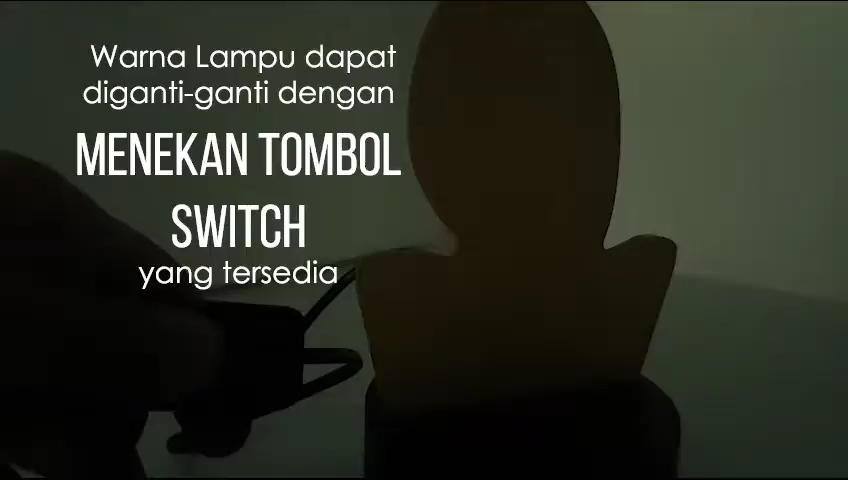 Warna Lampu dapat
diganti-ganti dengan
MENEKAN TOMBOL
SWITCH
yang tersedia